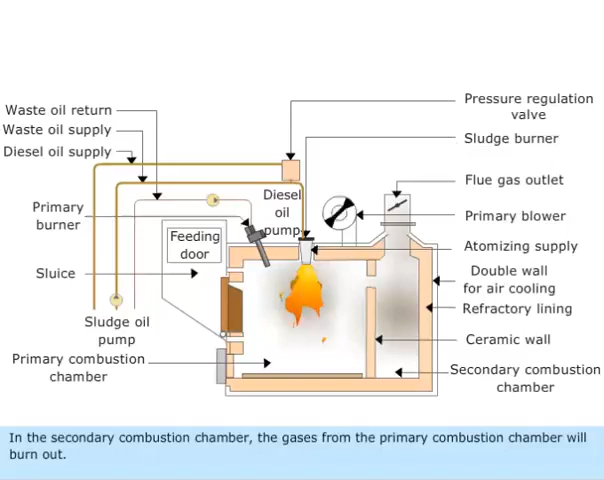 Waste oil return
Waste oil supply
Diesel oil supply
Primary
burner
Sluice
Feeding
door
Sludge oil
pump
Primary combustion
chamber
Diesel
oil
pump
Pressure regulation
valve
Sludge burner
Flue gas outlet
Primary blower
Atomizing supply
Double wall
for air cooling
Refractory lining
Ceramic wall
Secondary combustion
chamber
In the secondary combustion chamber, the gases from the primary combustion chamber will
burn out.